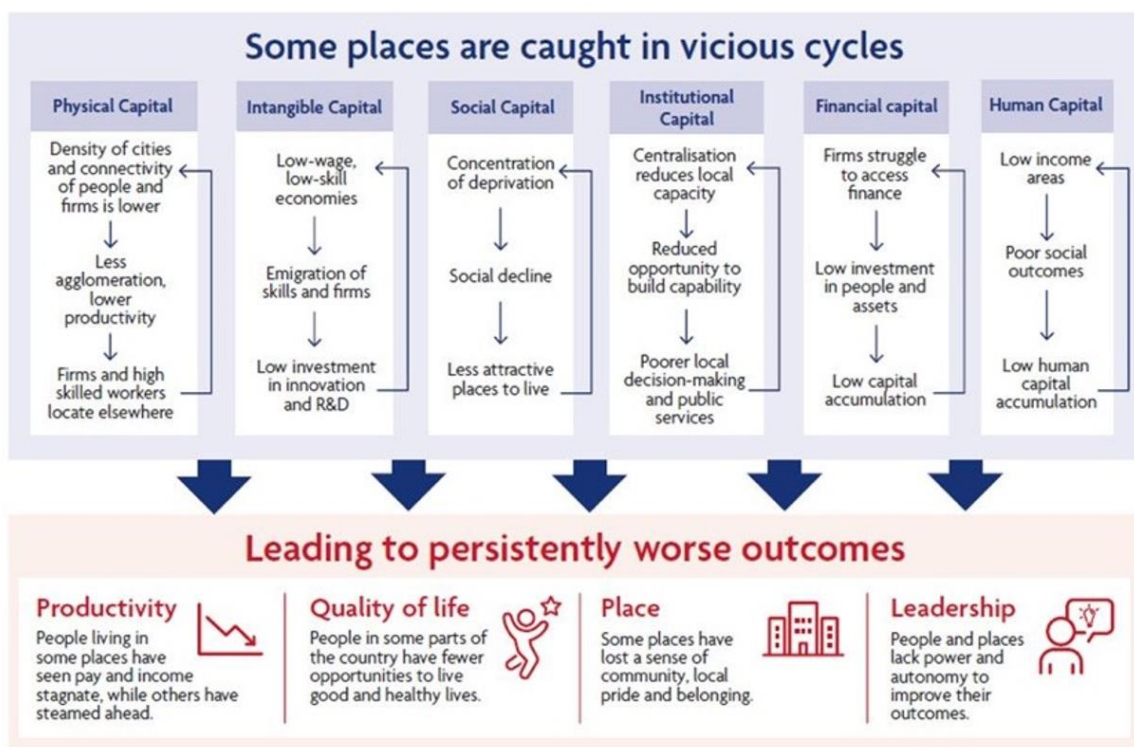 Some places are caught in vicious cycles
Physical Capital
Density of cities
and connectivity
of people and
firms is lower
Less
agglomeration,
lower
productivity
Firms and high
skilled workers
locate elsewhere
Intangible Capital
Low-wage,
low-skill
economies
Emigration of
skills and firms
Low investment
in innovation
and R&D
Social Capital
Concentration
of deprivation
Social decline
Less attractive
places to live
Institutional
Capital
Centralisation
reduces local
capacity
Reduced
opportunity to
build capability
Poorer local
decision-making
and public
services
Financial capital
Firms struggle
to access
finance
Low investment
in people and
assets
Low capital
accumulation
Human Capital
Low income
areas
Poor social
outcomes
Low human
capital
accumulation
Leading to persistently worse outcomes
Productivity
People living in
some places have
seen pay and income
stagnate, while others have
steamed ahead.
Quality of life
People in some parts of
the country have fewer
opportunities to live
good and healthy lives.
Place
Some places have
lost a sense of
community, local
pride and belonging.
Leadership
People and places
lack power and
autonomy to
improve their
outcomes.